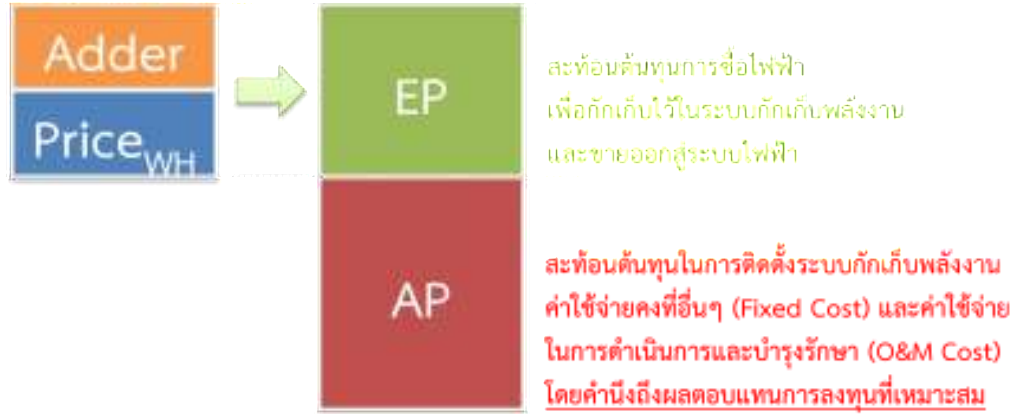 Adder
Price WH
EP
สะท้อนต้นทุนการซื้อไฟฟ้า
เพื่อกักเก็บไว้ในระบบกักเก็บพลังงาน
และขายออกสู่ระบบไฟฟ้า
AP
สะท้อนต้นทุนในการติดตั้งระบบกักเก็บพลังงาน
ค่าใช้จ่ายคงที่อื่นๆ (Fixed Cost) และค่าใช้จ่าย
ในการดำเนินการและบำรุงรักษา (O&M Cost)
โดยคำนึงถึงผลตอบแทนการลงทุนที่เหมาะสม